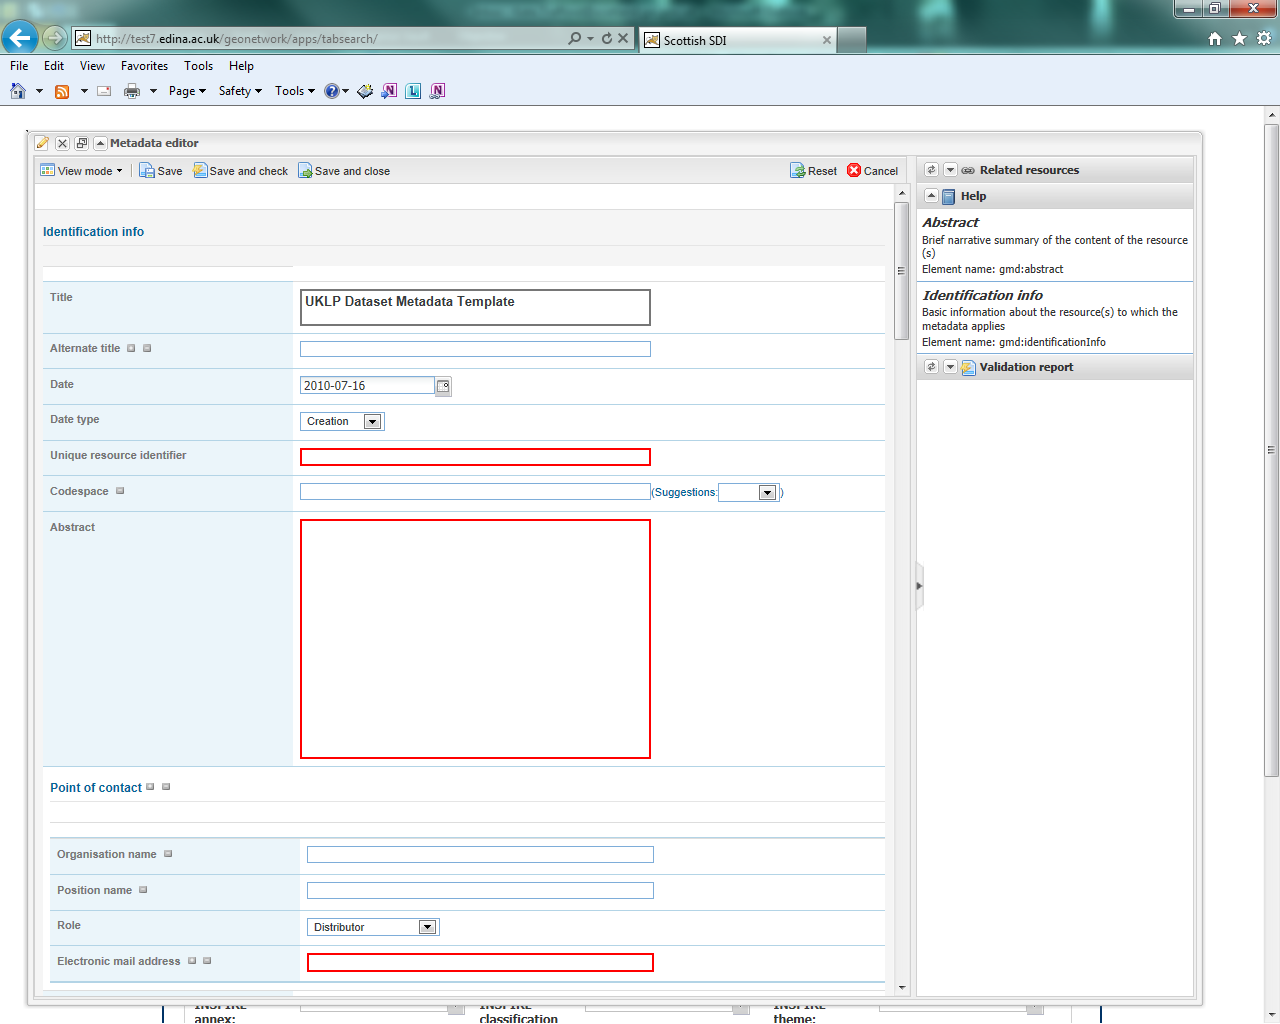 http://test7.edina.ac.uk/geonetwork/apps/tabsearch/
Scottish SDI
File Edit View Favorites Tools Help
Page Safety Tools
Metadata editor
View mode Save Save and check Save and close Reset Cancel
Related resources
Help
Abstract
Brief narrative summary of the content of the resource
(s)
Element name: gmd:abstract
Identification info
Basic information about the resource(s) to which the
metadata applies
Element name: gmd:identificationInfo
Validation report
Identification info
Title UKLP Dataset Metadata Template
Alternate title
Date 2010-07-16
Date type Creation
Unique resource identifier
Codespace (Suggestions: )
Abstract
Point of contact
Organisation name
Position name
Role Distributor
Electronic mail address
INSPIRE INSPIRE INSPIRE
annex: classification theme: